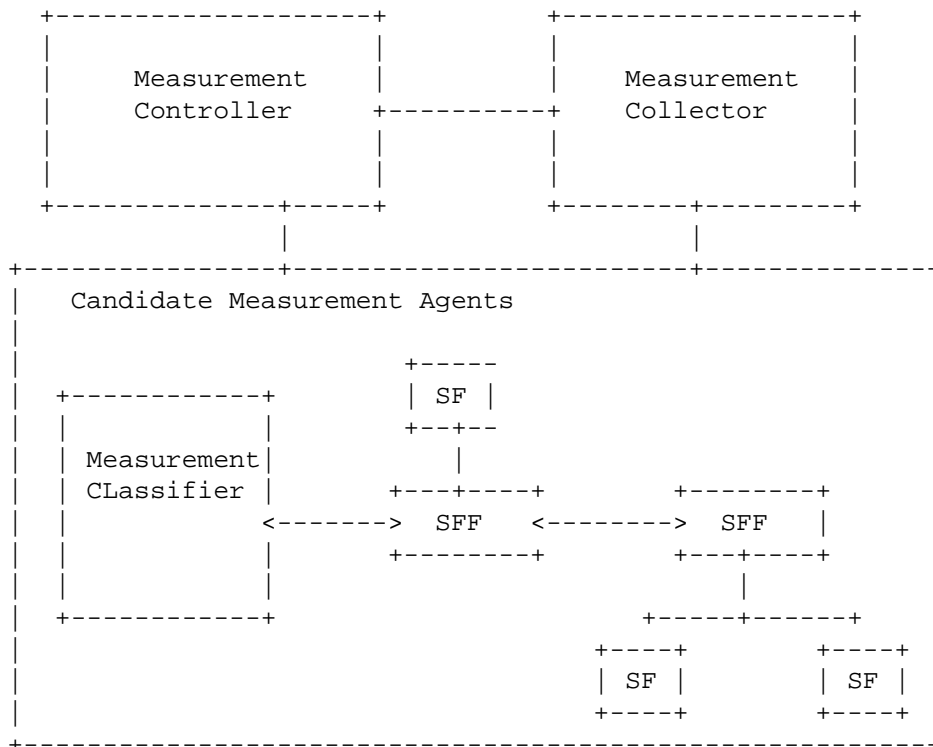 Measurement Measurement
Controller Collector
Candidate Measurement Agents
SF
Measurement
CLassifier
SFF SFF
SF SF